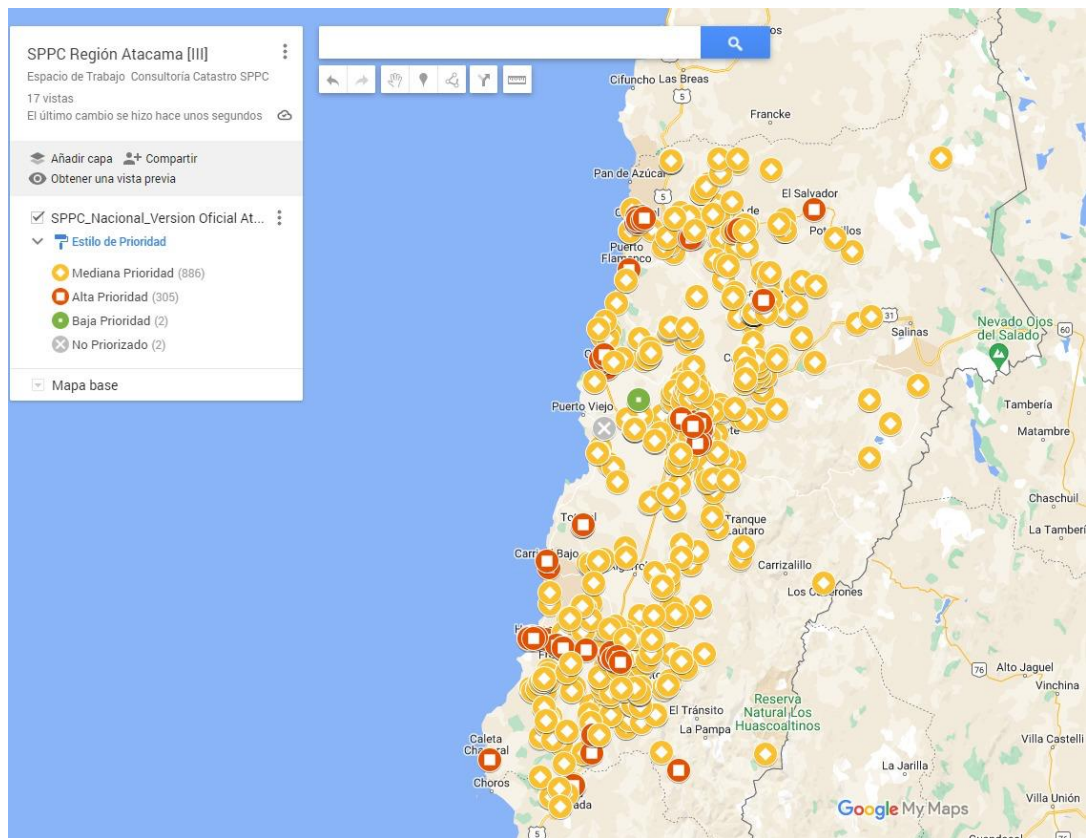 SPPC Región Atacama [III]
Espacio de Trabajo Consultoría Catastro SPPC
17 vistas
El último cambio se hizo hace unos segundos
Añadir capa
Compartir
Obtener una vista previa
SPPC_Nacional_Version Oficial At...
Estilo de Prioridad
Mediana Prioridad (886)
Alta Prioridad (305)
Baja Prioridad (2)
No Priorizado (2)
Mapa base
Cifuncho Las Breas
5
Francke
Pan de Azúcar
5
El Salvador
Puerto
Flamenco
31
Salinas
Nevado Ojos
del Salado
60
Puerto Viejo
Tambería
Matambre
Chaschuil
Tranque
Lautaro
La Tamberí
Bajo
Carrizalillo
76
Alto Jaguel
Vinchina
El Tránsito
La Pampa
Reserva
Natural Los
Huascoaltinos
Caleta
Choros
Villa Castelli
La Jarilla
Villa Unión
Google My Maps
5
76